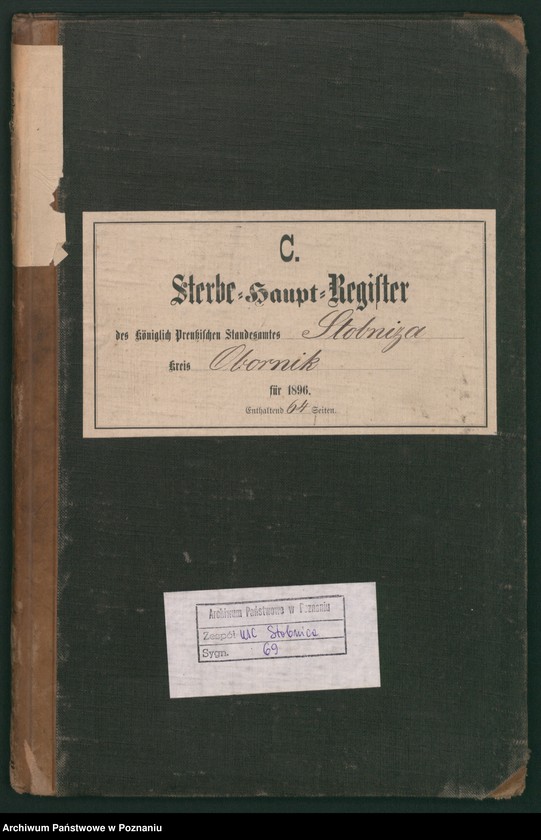 C.
Sterbe-Haupt-Register
des Königlich Preußischen Standesamtes Stobniza
Kreis Obornik
für 1896.
Enthaltend 64 Seiten.
Archiwum Państwowe w Poznaniu
Zespół USC Stobnica
Sygn. 69
Archiwum Państwowe w Poznaniu